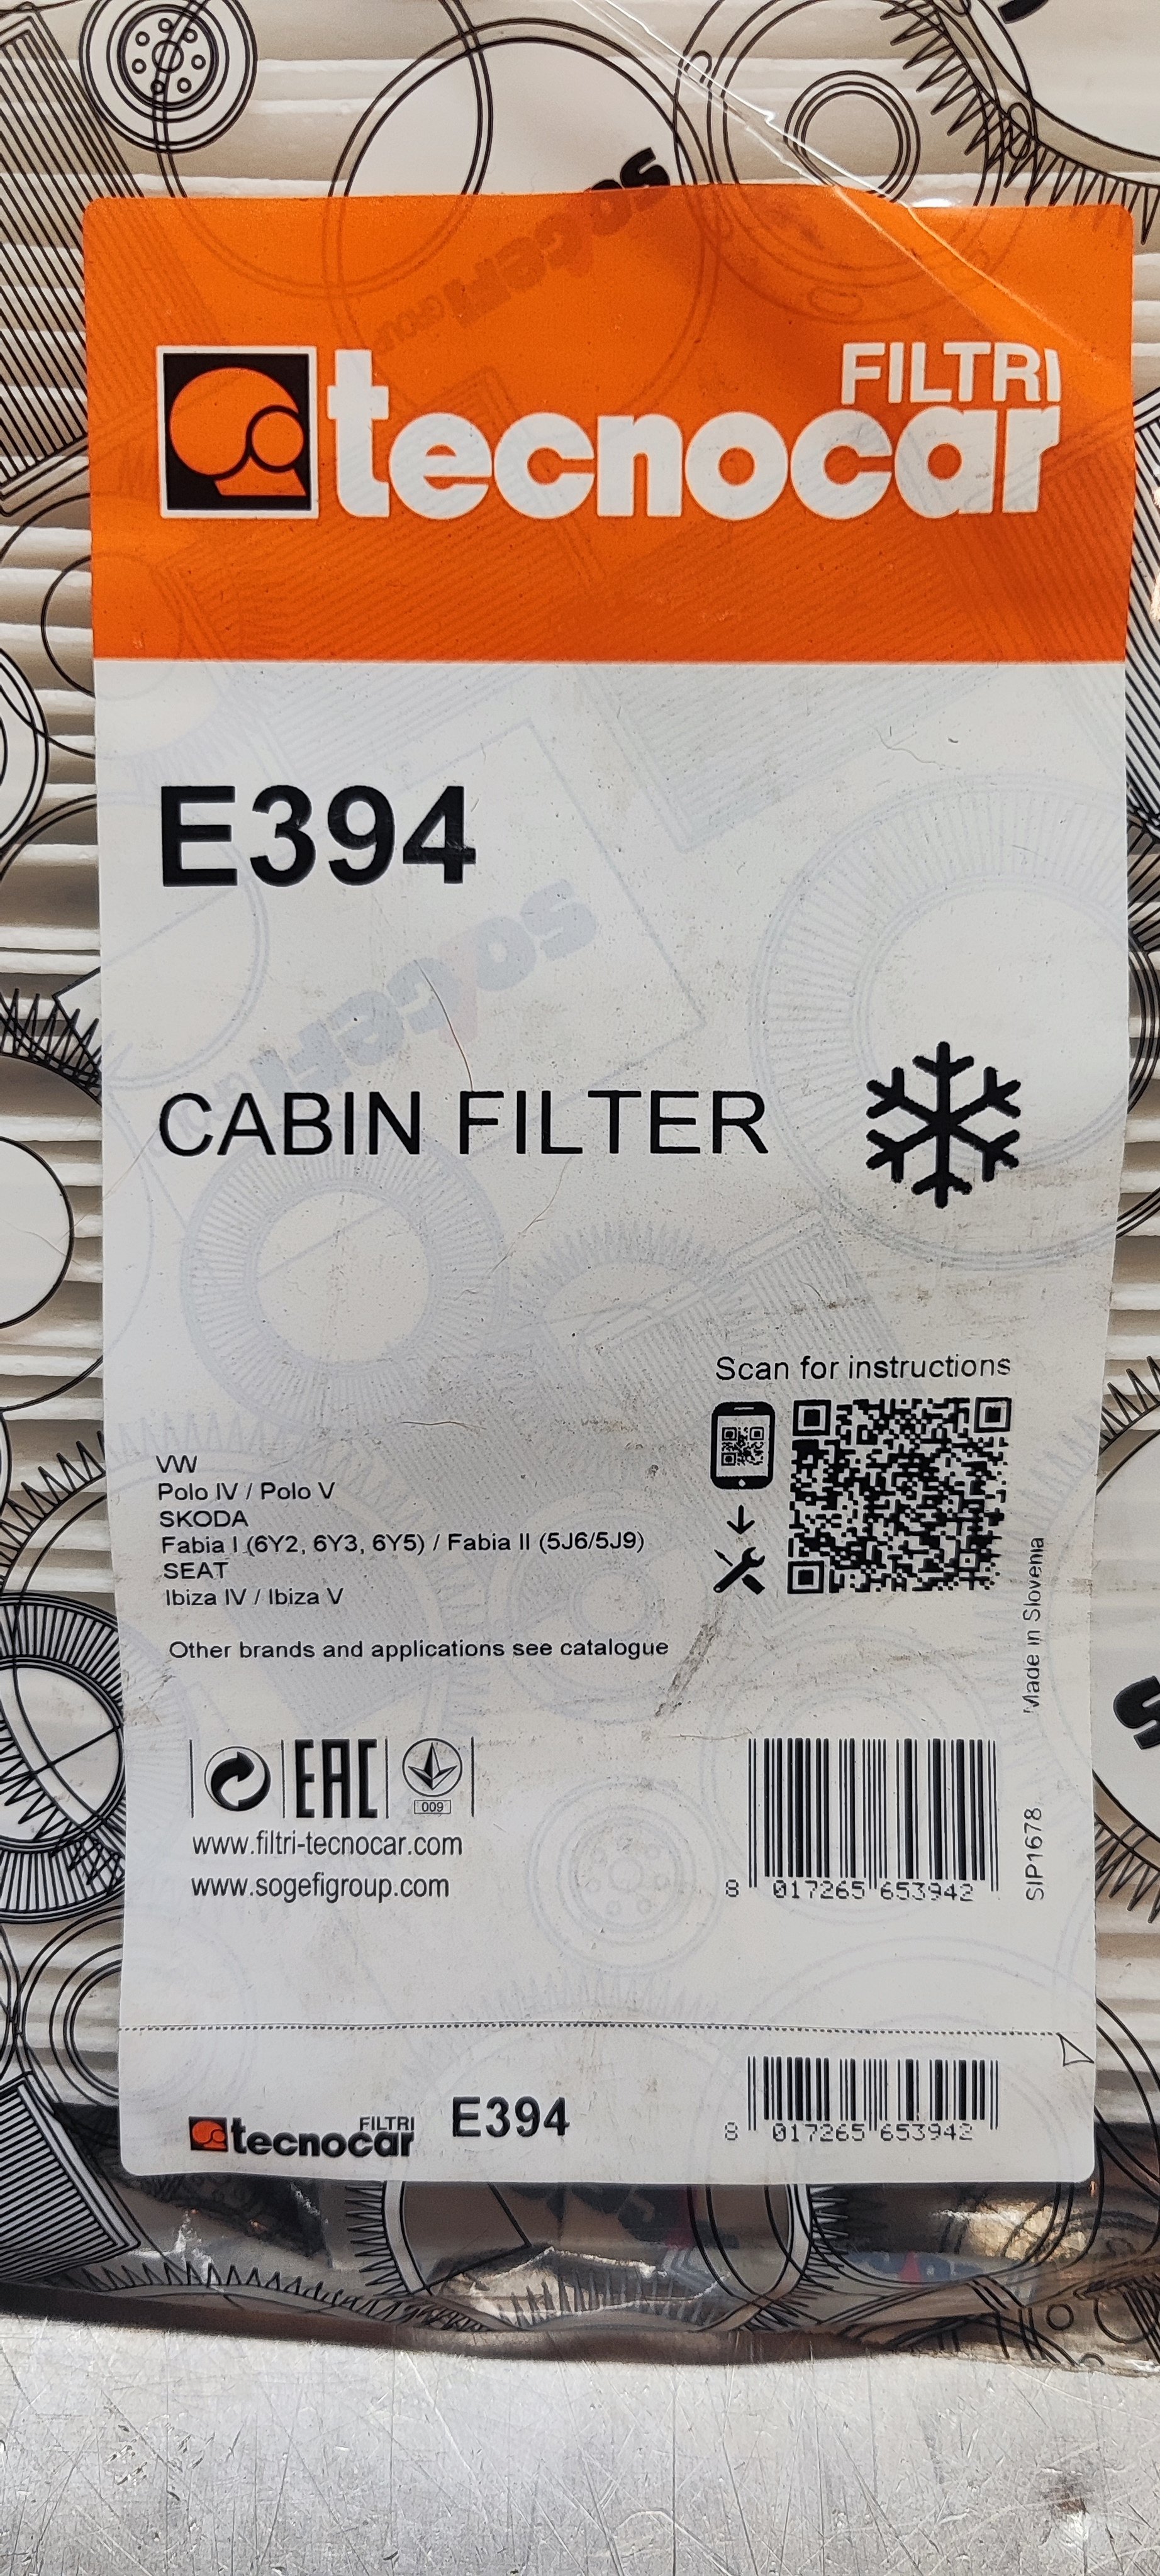 FILTRI
tecnocar
E394
CABIN FILTER
Scan for instructions
VW
Polo IV / Polo V
SKODA
Fabia I (6Y2, 6Y3, 6Y5) / Fabia II (5J6/5J9)
SEAT
Ibiza IV / Ibiza V
Other brands and applications see catalogue
Made in Slovenia
EAC
009
www.filtri-tecnocar.com
www.sogefigroup.com
8 017265 653942
SIP1678
FILTRI
tecnocar
E394
8 017265 653942